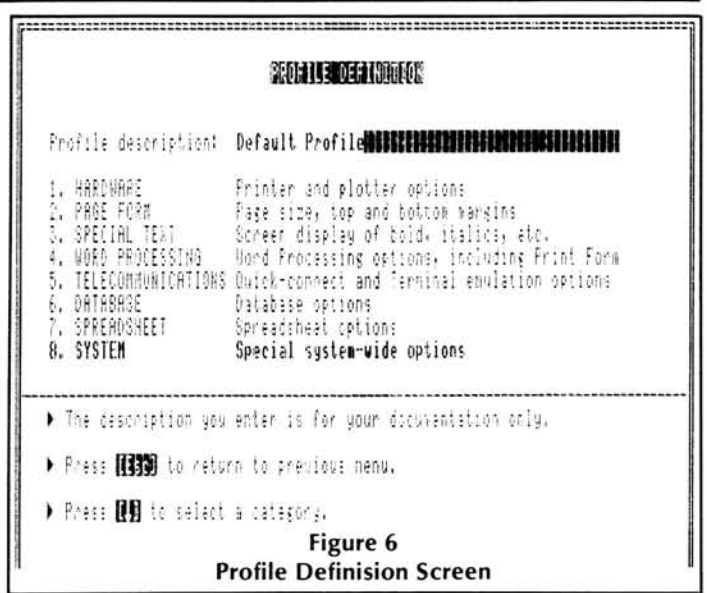 PROFILE DEFINITION
Profile description: Default Profile
1. HARDWARE Printer and plotter options
2. PAGE FORM Page size, top and bottom margins
3. SPECIAL TEXT Screen display of bold, italics, etc.
4. WORD PROCESSING Word Processing options, including Print Form
5. TELECOMMUNICATIONS Quick-connect and Terminal emulation options
6. DATABASE Database options
7. SPREADSHEET Spreadsheet options
8. SYSTEM Special system-wide options
The description you enter is for your documentation only.
Press [Esc] to return to previous menu.
Press to select a category.
Figure 6
Profile Definision Screen